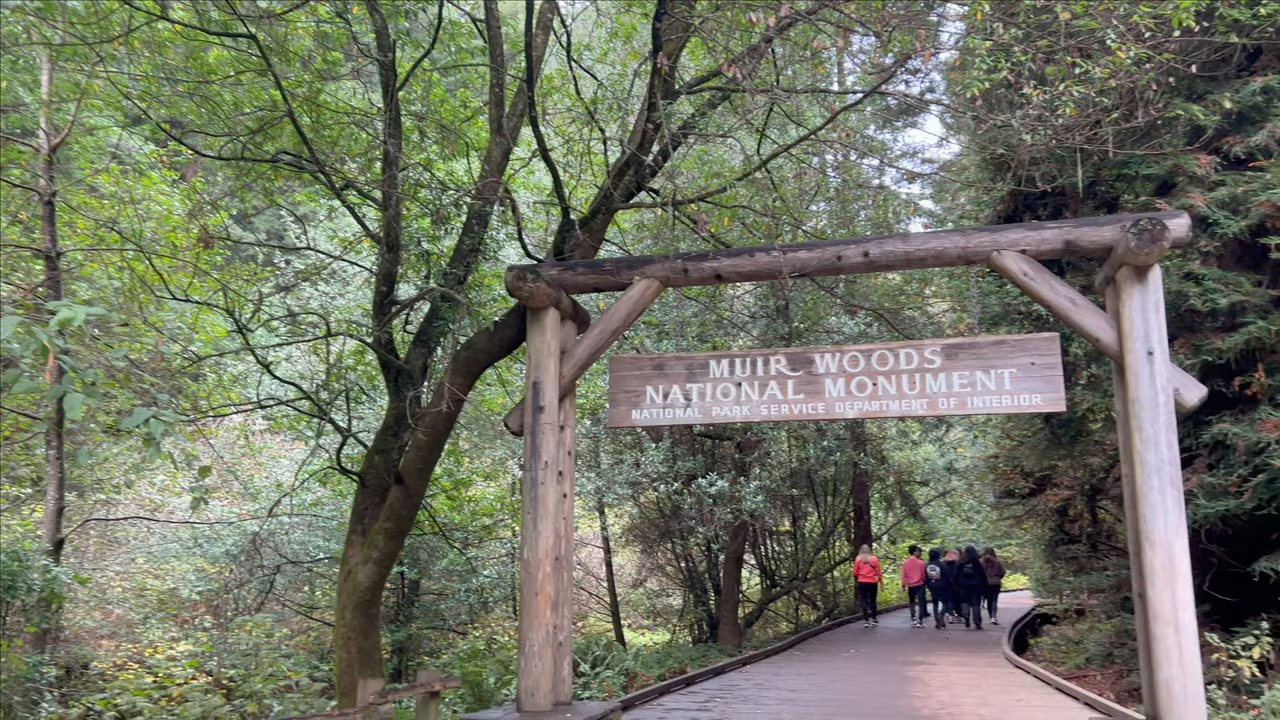 MUIR WOODS
NATIONAL MONUMENT
NATIONAL PARK SERVICE DEPARTMENT OF INTERIOR